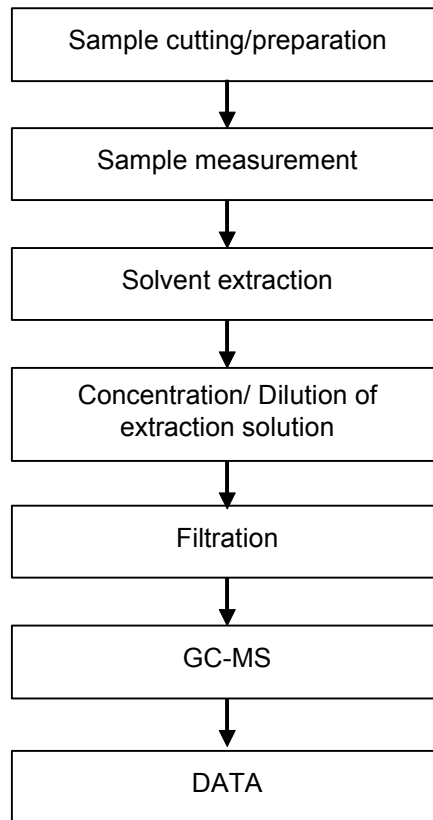 Sample cutting/preparation
Sample measurement
Solvent extraction
Concentration/ Dilution of
extraction solution
Filtration
GC-MS
DATA